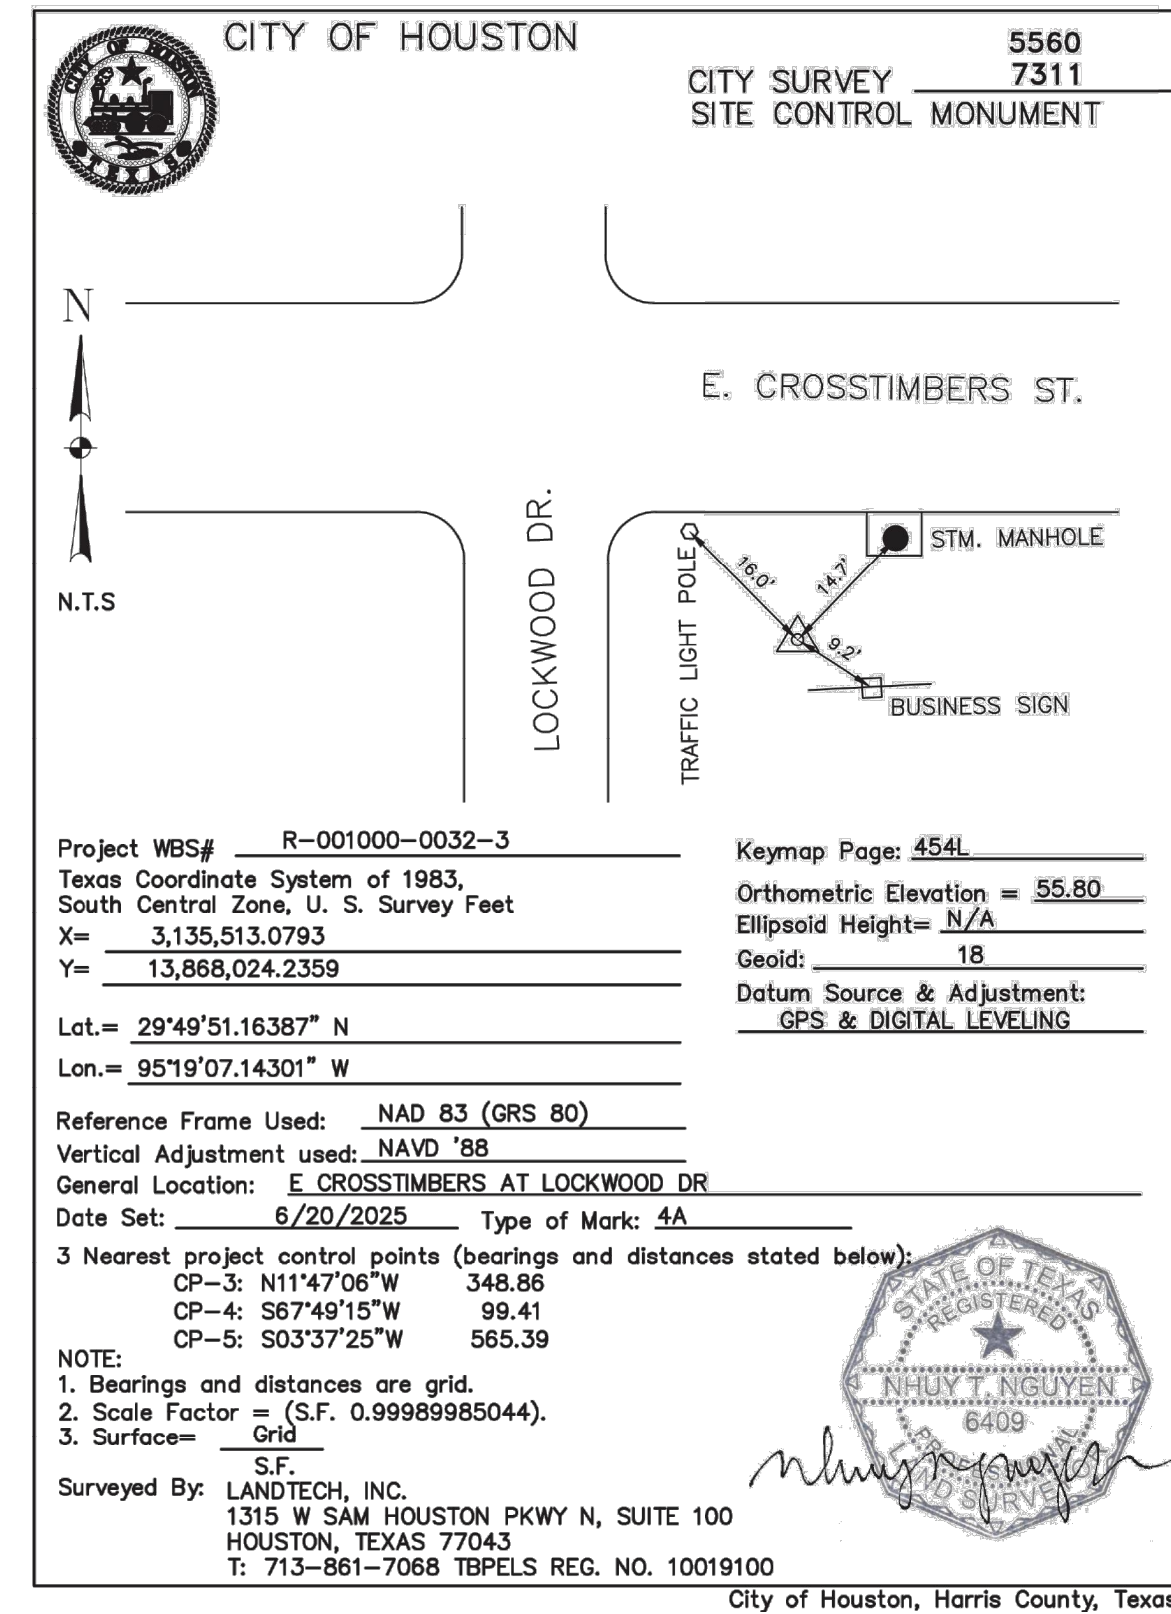 CITY OF HOUSTON
TEXAS
CITY OF HOUSTON
5560
CITY SURVEY 7311
SITE CONTROL MONUMENT
N
N.T.S
E. CROSSTIMBERS ST.
LOCKWOOD DR.
TRAFFIC LIGHT POLE
16.0'
14.7'
9.2'
STM. MANHOLE
BUSINESS SIGN
Project WBS# R-001000-0032-3
Texas Coordinate System of 1983,
South Central Zone, U. S. Survey Feet
X= 3,135,513.0793
Y= 13,868,024.2359
Lat.= 29°49'51.16387" N
Lon.= 95°19'07.14301" W
Keymap Page: 454L
Orthometric Elevation = 55.80
Ellipsoid Height= N/A
Geoid: 18
Datum Source & Adjustment:
GPS & DIGITAL LEVELING
Reference Frame Used: NAD 83 (GRS 80)
Vertical Adjustment used: NAVD '88
General Location: E CROSSTIMBERS AT LOCKWOOD DR
Date Set: 6/20/2025 Type of Mark: 4A
3 Nearest project control points (bearings and distances stated below):
CP-3: N11°47'06"W 348.86
CP-4: S67°49'15"W 99.41
CP-5: S03°37'25"W 565.39
NOTE:
1. Bearings and distances are grid.
2. Scale Factor = (S.F. 0.99989985044).
3. Surface= Grid
S.F.
Surveyed By: LANDTECH, INC.
1315 W SAM HOUSTON PKWY N, SUITE 100
HOUSTON, TEXAS 77043
T: 713-861-7068 TBPELS REG. NO. 10019100
STATE OF TEXAS
REGISTERED
NHUY T. NGUYEN
6409
PROFESSIONAL
LAND SURVEYOR
City of Houston, Harris County, Texas